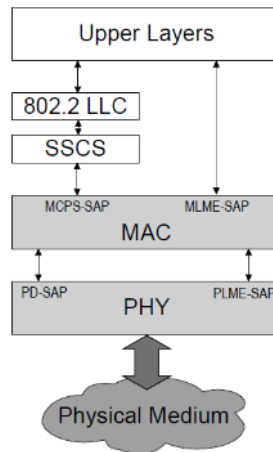 Upper Layers
802.2 LLC
SSCS
MCPS-SAP MLME-SAP
MAC
PD-SAP PLME-SAP
PHY
Physical Medium